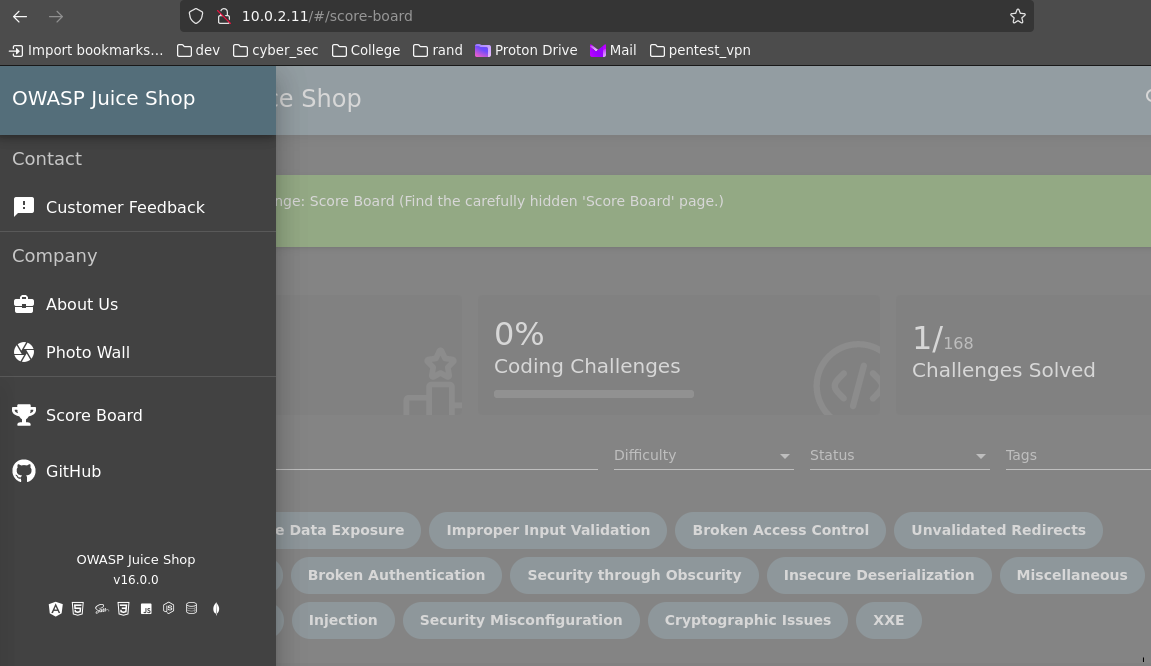 10.0.2.11/#/score-board
Import bookmarks... dev cyber_sec College rand Proton Drive Mail pentest_vpn
OWASP Juice Shop
ce Shop
Contact
Customer Feedback
nge: Score Board (Find the carefully hidden 'Score Board' page.)
Company
About Us
Photo Wall
0%
Coding Challenges
1/168
Challenges Solved
Score Board
GitHub
Difficulty Status Tags
e Data Exposure Improper Input Validation Broken Access Control Unvalidated Redirects
Broken Authentication Security through Obscurity Insecure Deserialization Miscellaneous
Injection Security Misconfiguration Cryptographic Issues XXE
OWASP Juice Shop
v16.0.0